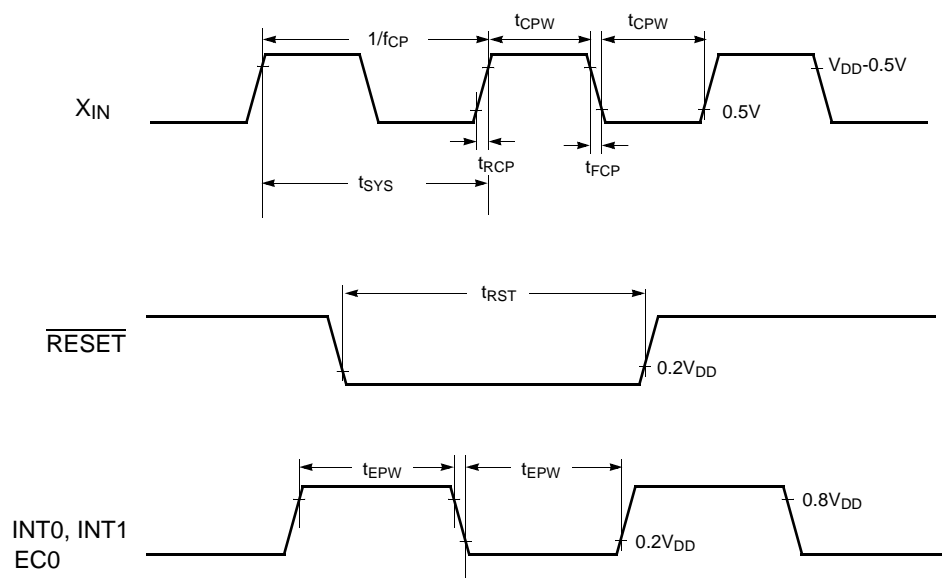 1/fCP
tCPW
tCPW
VDD-0.5V
XIN
0.5V
tRCP
tFCP
tSYS
tRST
RESET
0.2VDD
tEPW
tEPW
0.8VDD
INT0, INT1
EC0
0.2VDD